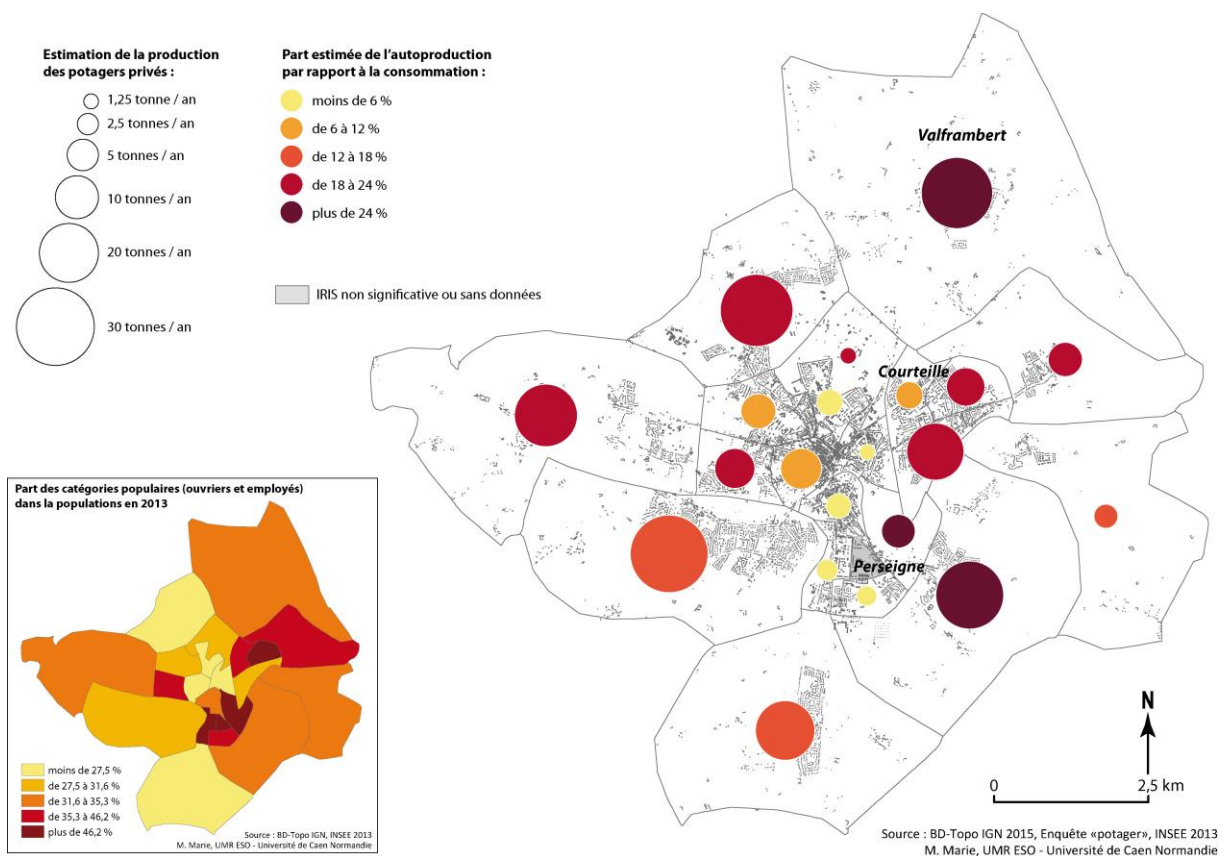 Estimation de la production
des potagers privés :
1,25 tonne / an
2,5 tonnes / an
5 tonnes / an
10 tonnes / an
20 tonnes / an
30 tonnes / an
Part estimée de l'autoproduction
par rapport à la consommation :
moins de 6 %
de 6 à 12 %
de 12 à 18 %
de 18 à 24 %
plus de 24 %
IRIS non significative ou sans données
Valframbert
Courteille
Perseigne
Part des catégories populaires (ouvriers et employés)
dans la populations en 2013
moins de 27,5 %
de 27,5 à 31,6 %
de 31,6 à 35,3 %
de 35,3 à 46,2 %
plus de 46,2 %
Source : BD-Topo IGN, INSEE 2013
M. Marie, UMR ESO - Université de Caen Normandie
N
0 2,5 km
Source : BD-Topo IGN 2015, Enquête «potager», INSEE 2013
M. Marie, UMR ESO - Université de Caen Normandie